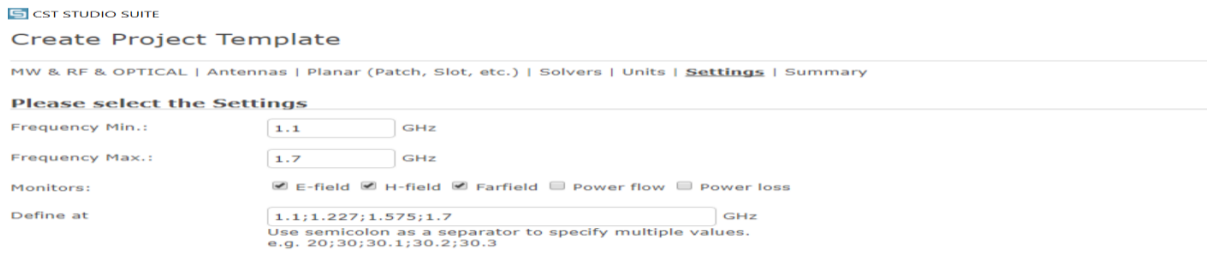 CST STUDIO SUITE
Create Project Template
MW & RF & OPTICAL | Antennas | Planar (Patch, Slot, etc.) | Solvers | Units | Settings | Summary
Please select the Settings
Frequency Min.: 1.1 GHz
Frequency Max.: 1.7 GHz
Monitors: E-field H-field Farfield Power flow Power loss
Define at 1.1;1.227;1.575;1.7 GHz
Use semicolon as a separator to specify multiple values.
e.g. 20;30;30.1;30.2;30.3